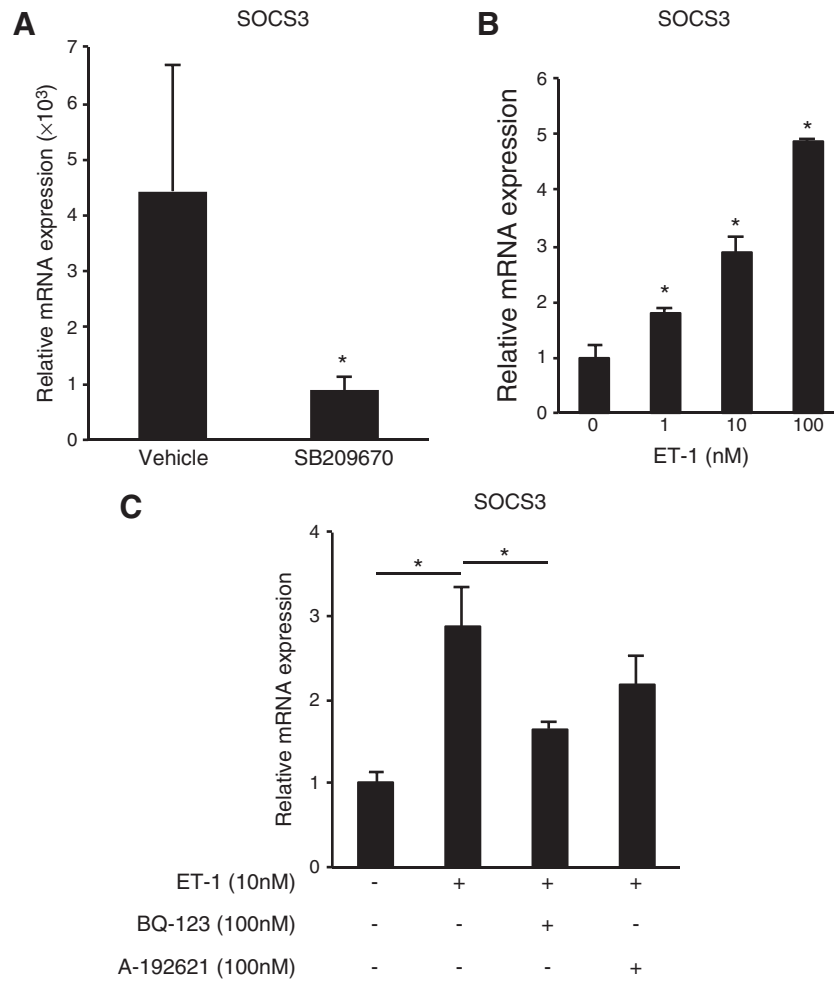 A
SOCS3
Relative mRNA expression (×10³)
7
6
5
4
3
2
1
0
*
Vehicle
SB209670
B
SOCS3
Relative mRNA expression
6
5
4
3
2
1
0
*
*
*
0
1
10
100
ET-1 (nM)
C
SOCS3
Relative mRNA expression
4
3
2
1
0
*
*
ET-1 (10nM) - + + +
BQ-123 (100nM) - - + -
A-192621 (100nM) - - - +